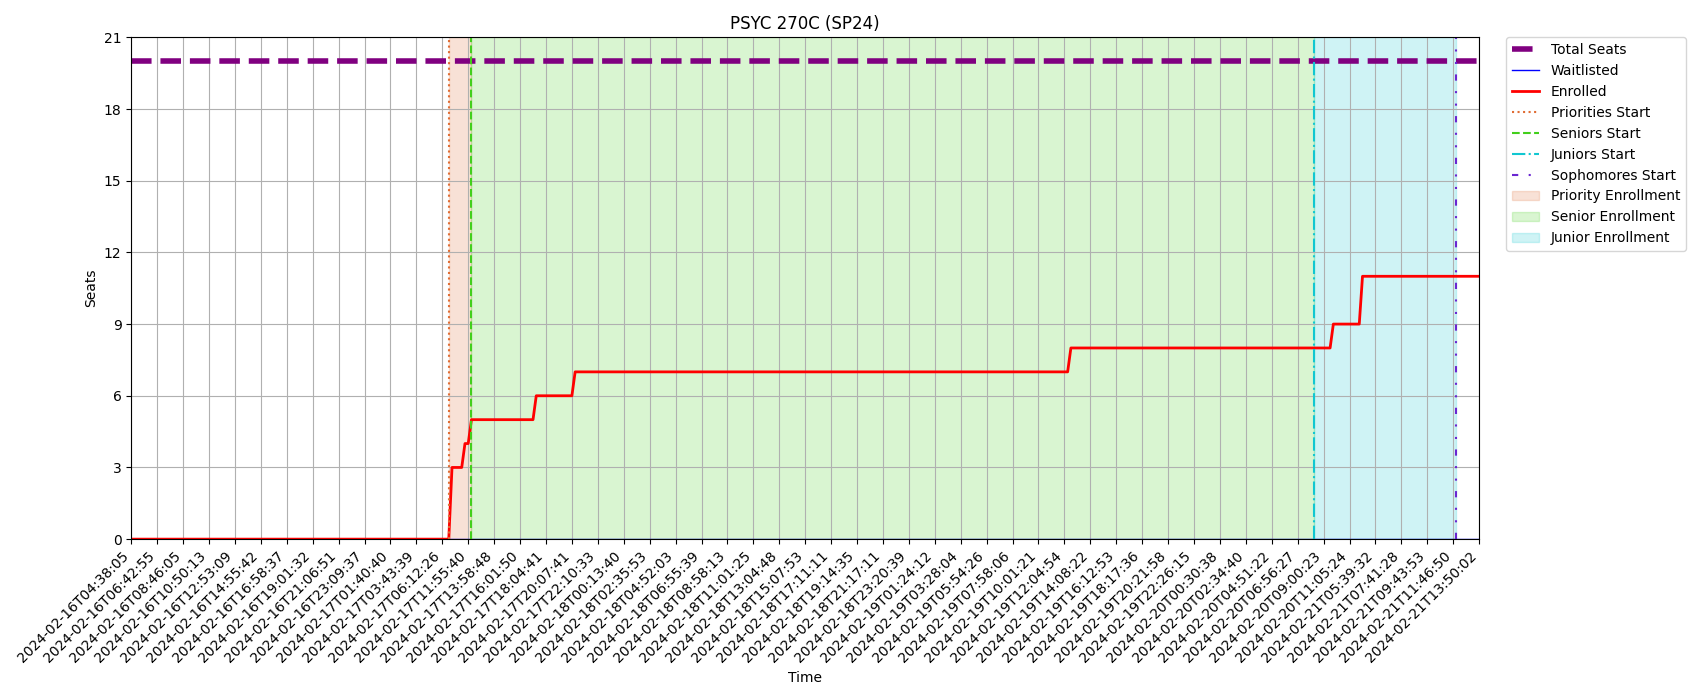 PSYC 270C (SP24)
21
18
15
12
9
6
3
0
Seats
2024-02-16T04:38:05
2024-02-16T06:42:55
2024-02-16T08:46:05
2024-02-16T10:50:13
2024-02-16T12:53:09
2024-02-16T14:55:42
2024-02-16T16:58:37
2024-02-16T19:01:32
2024-02-16T21:06:51
2024-02-16T23:09:37
2024-02-17T01:40:40
2024-02-17T03:43:39
2024-02-17T06:12:26
2024-02-17T11:55:40
2024-02-17T13:58:48
2024-02-17T16:01:50
2024-02-17T18:04:41
2024-02-17T20:07:41
2024-02-17T22:10:33
2024-02-18T00:13:40
2024-02-18T02:35:53
2024-02-18T04:52:03
2024-02-18T06:55:39
2024-02-18T08:58:13
2024-02-18T11:01:25
2024-02-18T13:04:48
2024-02-18T15:07:53
2024-02-18T17:11:11
2024-02-18T19:14:35
2024-02-18T21:17:11
2024-02-18T23:20:39
2024-02-19T01:24:12
2024-02-19T03:28:04
2024-02-19T05:54:26
2024-02-19T07:58:06
2024-02-19T10:01:21
2024-02-19T12:04:54
2024-02-19T14:08:22
2024-02-19T16:12:53
2024-02-19T18:17:36
2024-02-19T20:21:58
2024-02-19T22:26:15
2024-02-20T00:30:38
2024-02-20T02:34:40
2024-02-20T04:51:22
2024-02-20T06:56:27
2024-02-20T09:00:23
2024-02-20T11:05:24
2024-02-21T05:39:32
2024-02-21T07:41:28
2024-02-21T09:43:53
2024-02-21T11:46:50
2024-02-21T13:50:02
Time
Total Seats
Waitlisted
Enrolled
Priorities Start
Seniors Start
Juniors Start
Sophomores Start
Priority Enrollment
Senior Enrollment
Junior Enrollment